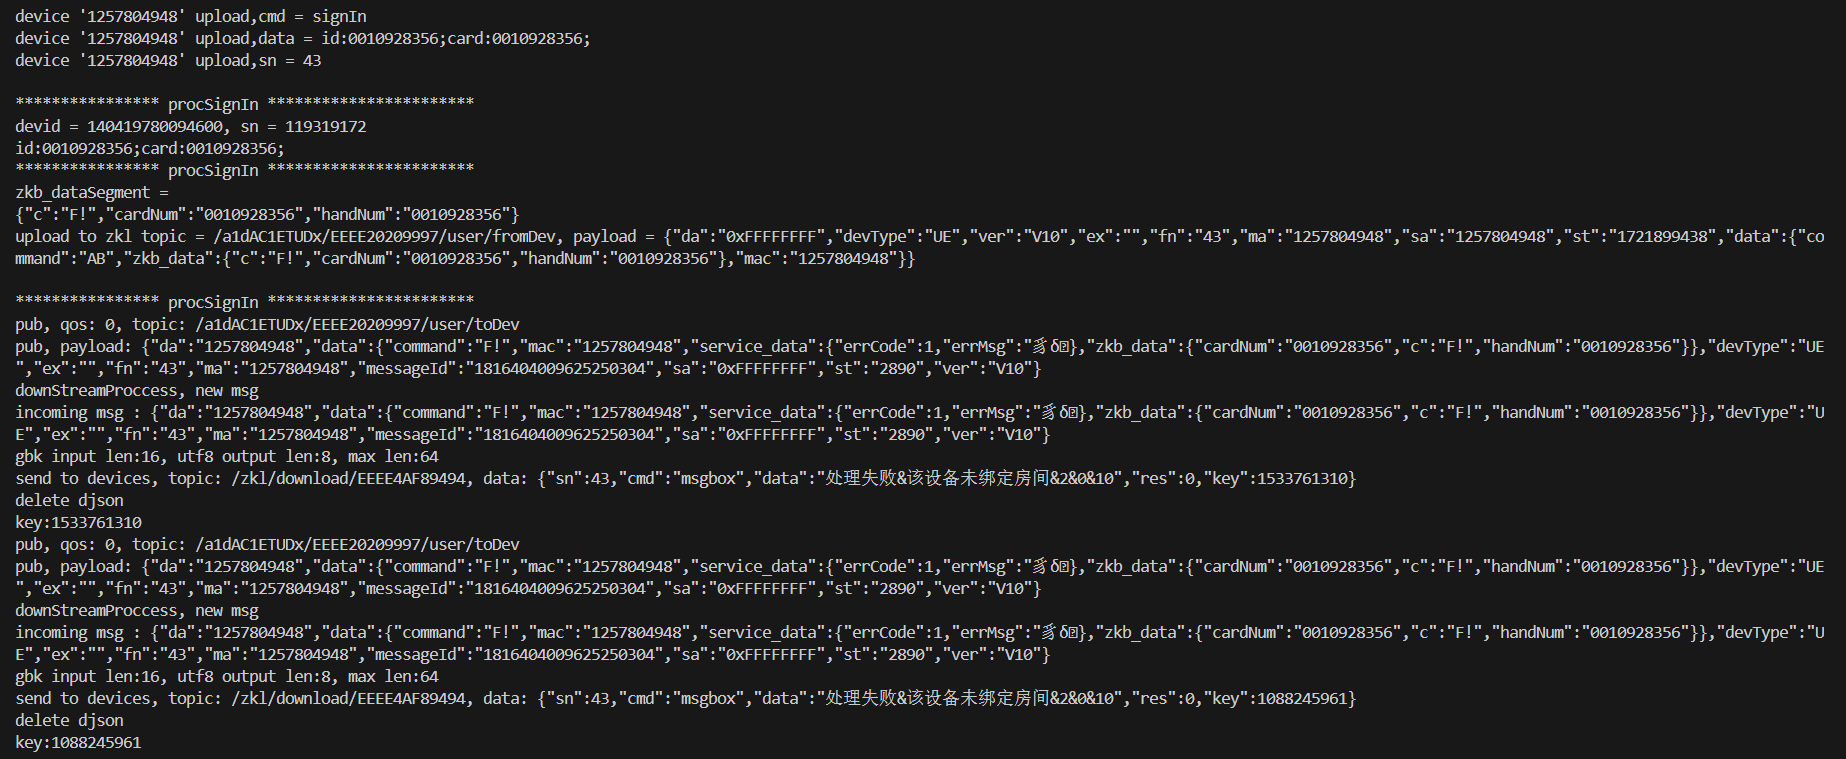 device '1257804948' upload,cmd = signIn
device '1257804948' upload,data = id:0010928356;card:0010928356;
device '1257804948' upload,sn = 43
**************** procSignIn ***********************
devid = 140419780094600, sn = 119319172
id:0010928356;card:0010928356;
**************** procSignIn ***********************
zkb_dataSegment =
{"c":"F!","cardNum":"0010928356","handNum":"0010928356"}
upload to zkl topic = /a1dAC1ETUDx/EEEE20209997/user/fromDev, payload = {"da":"0xFFFFFFFF","devType":"UE","ver":"V10","ex":"","fn":"43","ma":"1257804948","sa":"1257804948","st":"1721899438","data":{"co
mmand":"AB","zkb_data":{"c":"F!","cardNum":"0010928356","handNum":"0010928356"},"mac":"1257804948"}}
**************** procSignIn ***********************
pub, qos: 0, topic: /a1dAC1ETUDx/EEEE20209997/user/toDev
pub, payload: {"da":"1257804948","data":{"command":"F!","mac":"1257804948","service_data":{"errCode":1,"errMsg":"δ},"zkb_data":{"cardNum":"0010928356","c":"F!","handNum":"0010928356"}},"devType":"UE
","ex":"","fn":"43","ma":"1257804948","messageId":"1816404009625250304","sa":"0xFFFFFFFF","st":"2890","ver":"V10"}
downStreamProccess, new msg
incoming msg : {"da":"1257804948","data":{"command":"F!","mac":"1257804948","service_data":{"errCode":1,"errMsg":"δ},"zkb_data":{"cardNum":"0010928356","c":"F!","handNum":"0010928356"}},"devType":"U
E","ex":"","fn":"43","ma":"1257804948","messageId":"1816404009625250304","sa":"0xFFFFFFFF","st":"2890","ver":"V10"}
gbk input len:16, utf8 output len:8, max len:64
send to devices, topic: /zkl/download/EEEE4AF89494, data: {"sn":43,"cmd":"msgbox","data":"处理失败&该设备未绑定房间&2&0&10","res":0,"key":1533761310}
delete djson
key:1533761310
pub, qos: 0, topic: /a1dAC1ETUDx/EEEE20209997/user/toDev
pub, payload: {"da":"1257804948","data":{"command":"F!","mac":"1257804948","service_data":{"errCode":1,"errMsg":"δ},"zkb_data":{"cardNum":"0010928356","c":"F!","handNum":"0010928356"}},"devType":"UE
","ex":"","fn":"43","ma":"1257804948","messageId":"1816404009625250304","sa":"0xFFFFFFFF","st":"2890","ver":"V10"}
downStreamProccess, new msg
incoming msg : {"da":"1257804948","data":{"command":"F!","mac":"1257804948","service_data":{"errCode":1,"errMsg":"δ},"zkb_data":{"cardNum":"0010928356","c":"F!","handNum":"0010928356"}},"devType":"U
E","ex":"","fn":"43","ma":"1257804948","messageId":"1816404009625250304","sa":"0xFFFFFFFF","st":"2890","ver":"V10"}
gbk input len:16, utf8 output len:8, max len:64
send to devices, topic: /zkl/download/EEEE4AF89494, data: {"sn":43,"cmd":"msgbox","data":"处理失败&该设备未绑定房间&2&0&10","res":0,"key":1088245961}
delete djson
key:1088245961